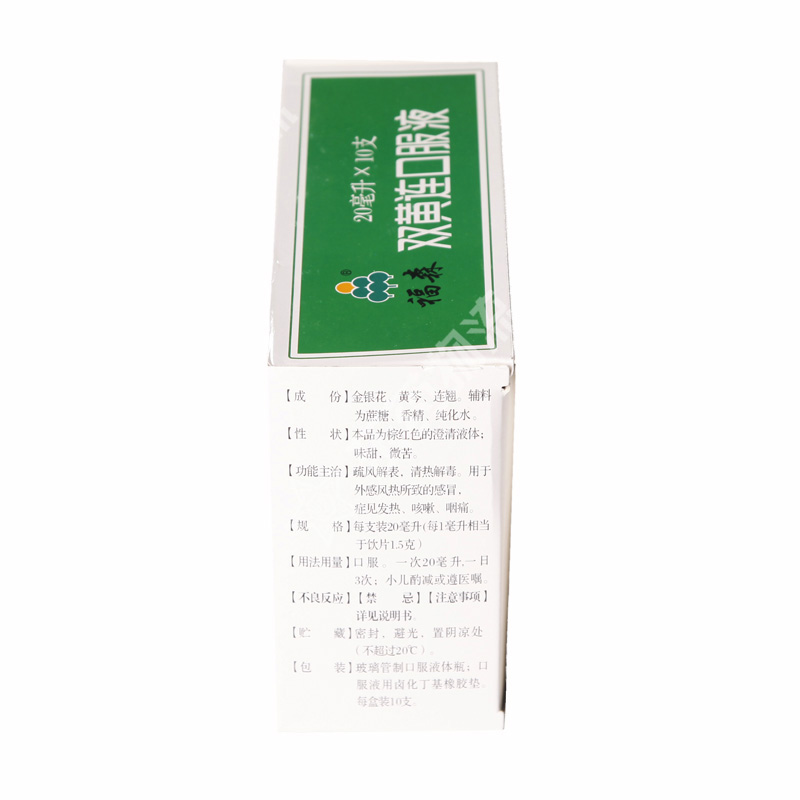 双黄连口服液
20毫升×10支
福森
®
【成 份】金银花、黄芩、连翘。辅料
为蔗糖、香精、纯化水。
【性 状】本品为棕红色的澄清液体；
味甜，微苦。
【功能主治】疏风解表，清热解毒。用于
外感风热所致的感冒，
症见发热、咳嗽、咽痛。
【规 格】每支装20毫升(每1毫升相当
于饮片1.5克)
【用法用量】口服。一次20毫升,一日
3次；小儿酌减或遵医嘱。
【不良反应】【禁 忌】【注意事项】
详见说明书。
【贮 藏】密封，避光，置阴凉处
（不超过20℃）。
【包 装】玻璃管制口服液体瓶；口
服液用卤化丁基橡胶垫。
每盒装10支。